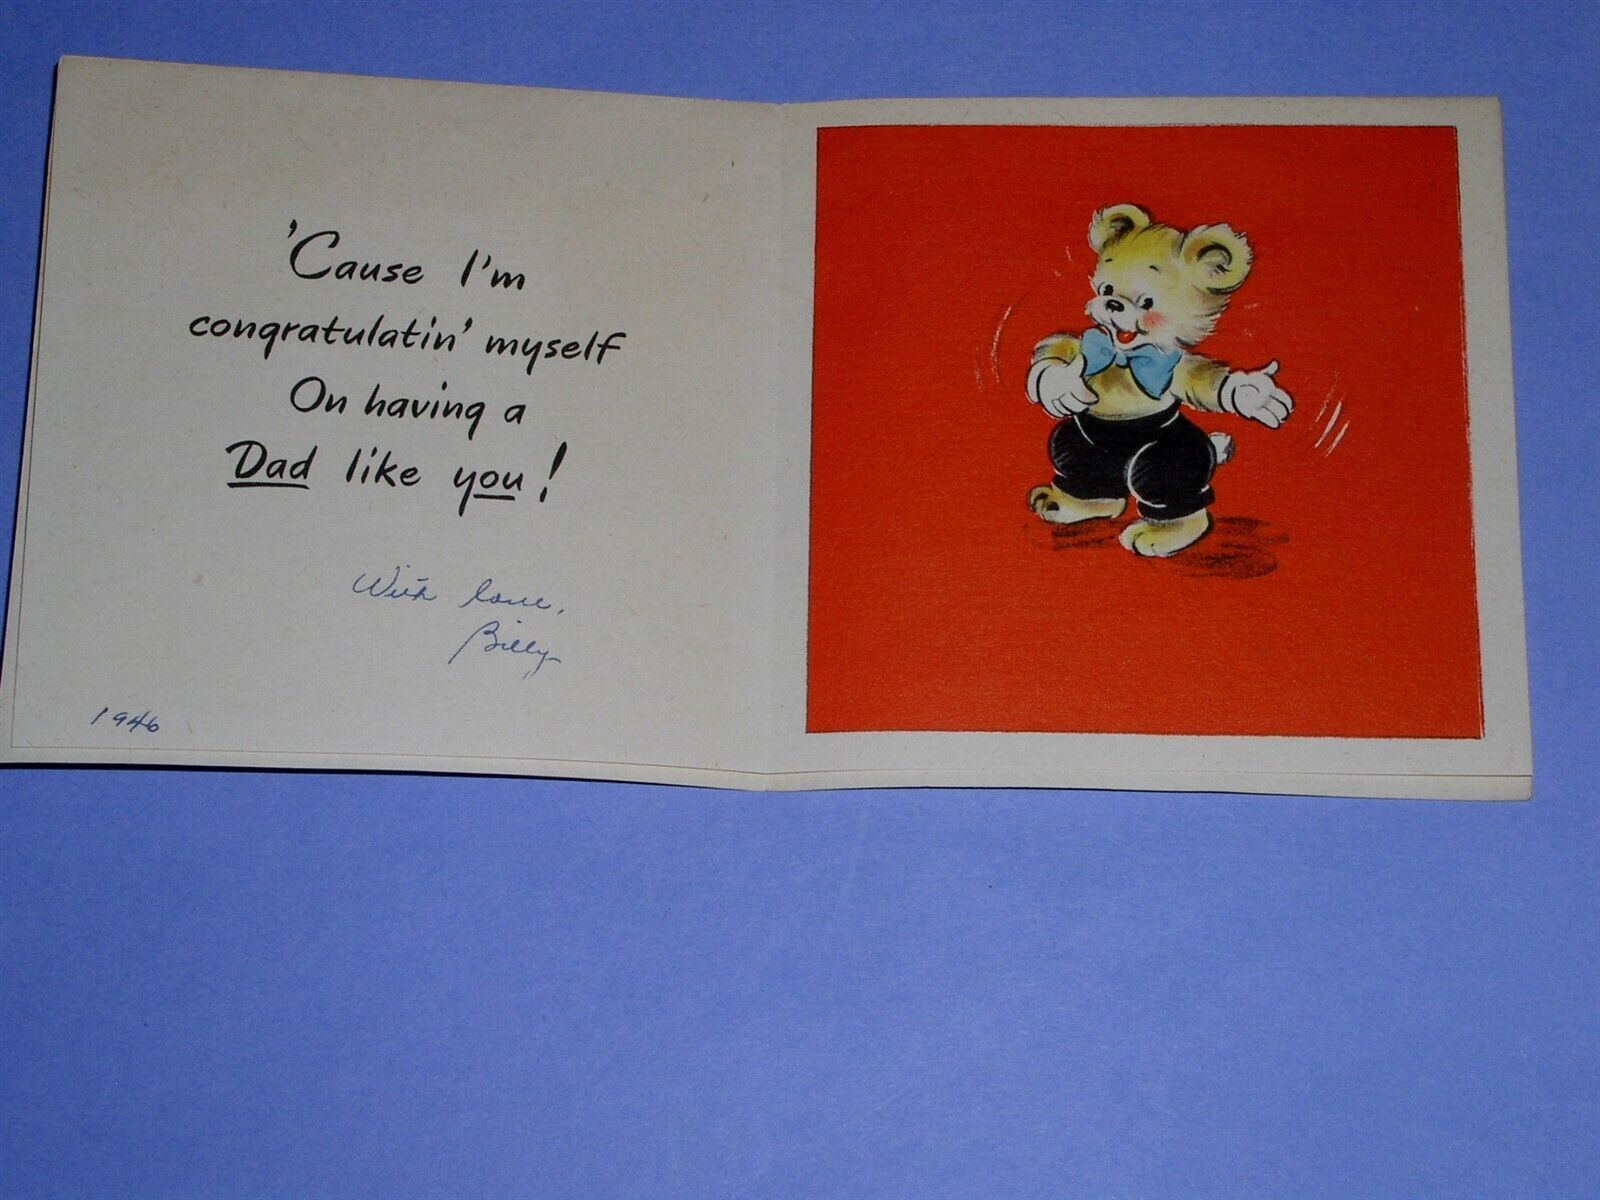 'Cause I'm
congratulatin' myself
On having a
Dad like you!
With love,
Billy
1946